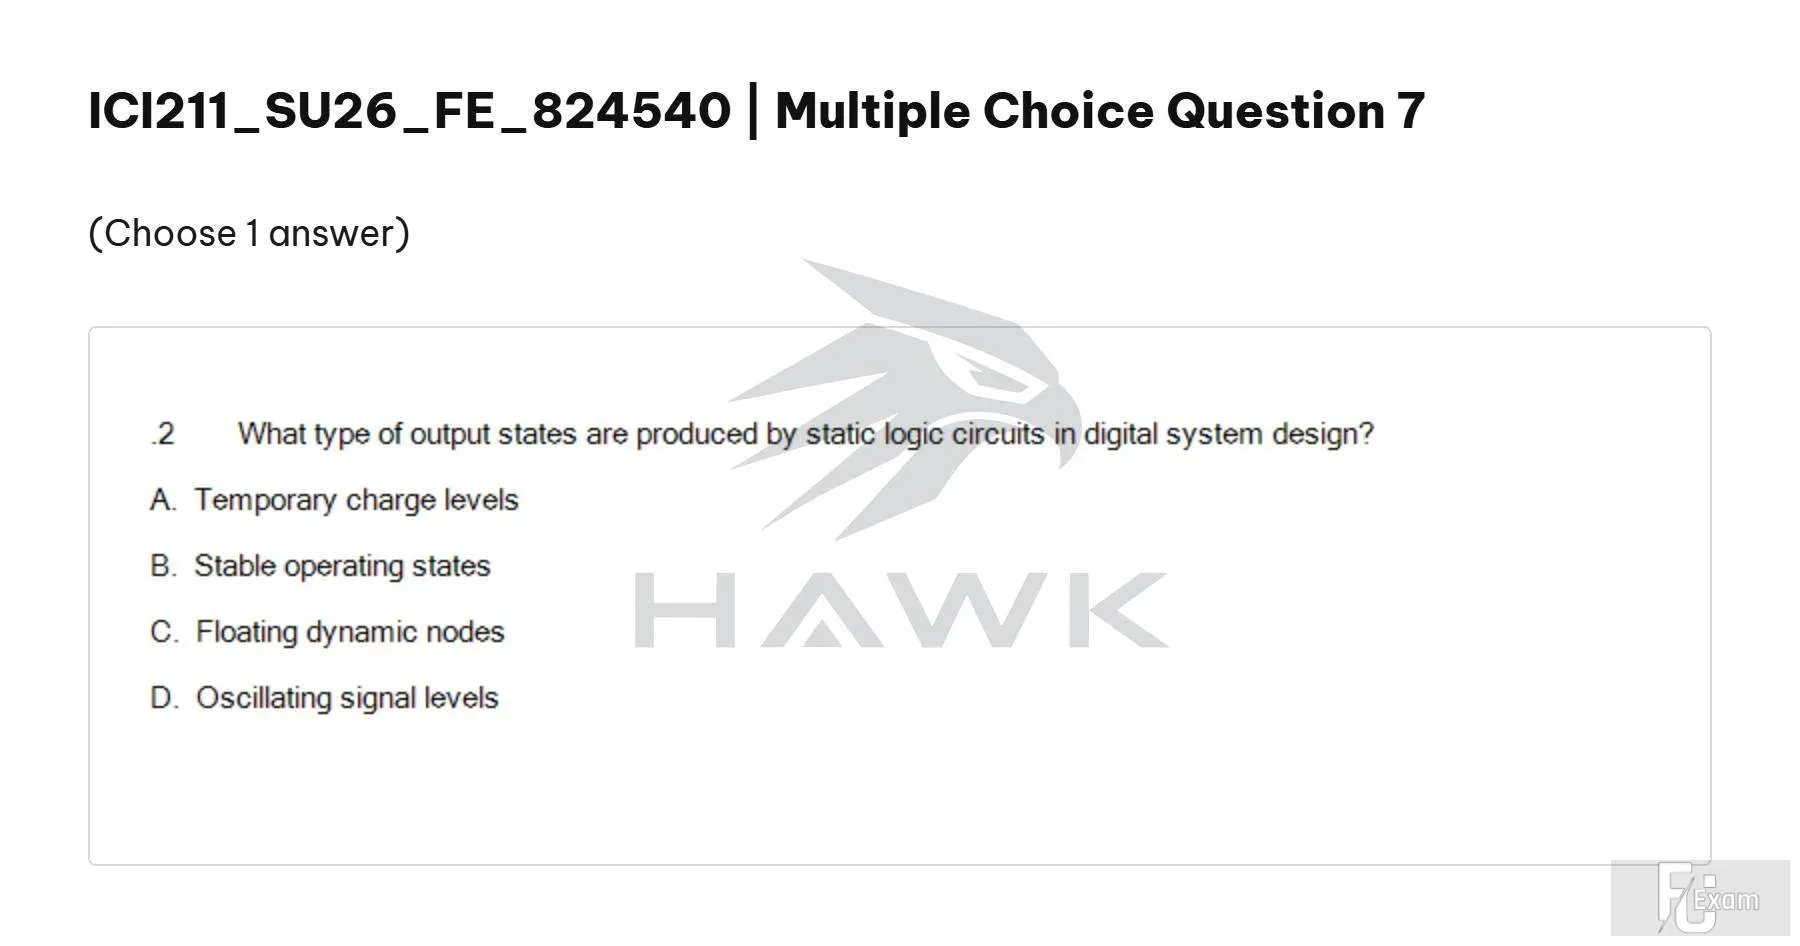 ICI211_SU26_FE_824540 | Multiple Choice Question 7
(Choose 1 answer)
.2 What type of output states are produced by static logic circuits in digital system design?
A. Temporary charge levels
B. Stable operating states
C. Floating dynamic nodes
D. Oscillating signal levels
HAWK
FU Exam